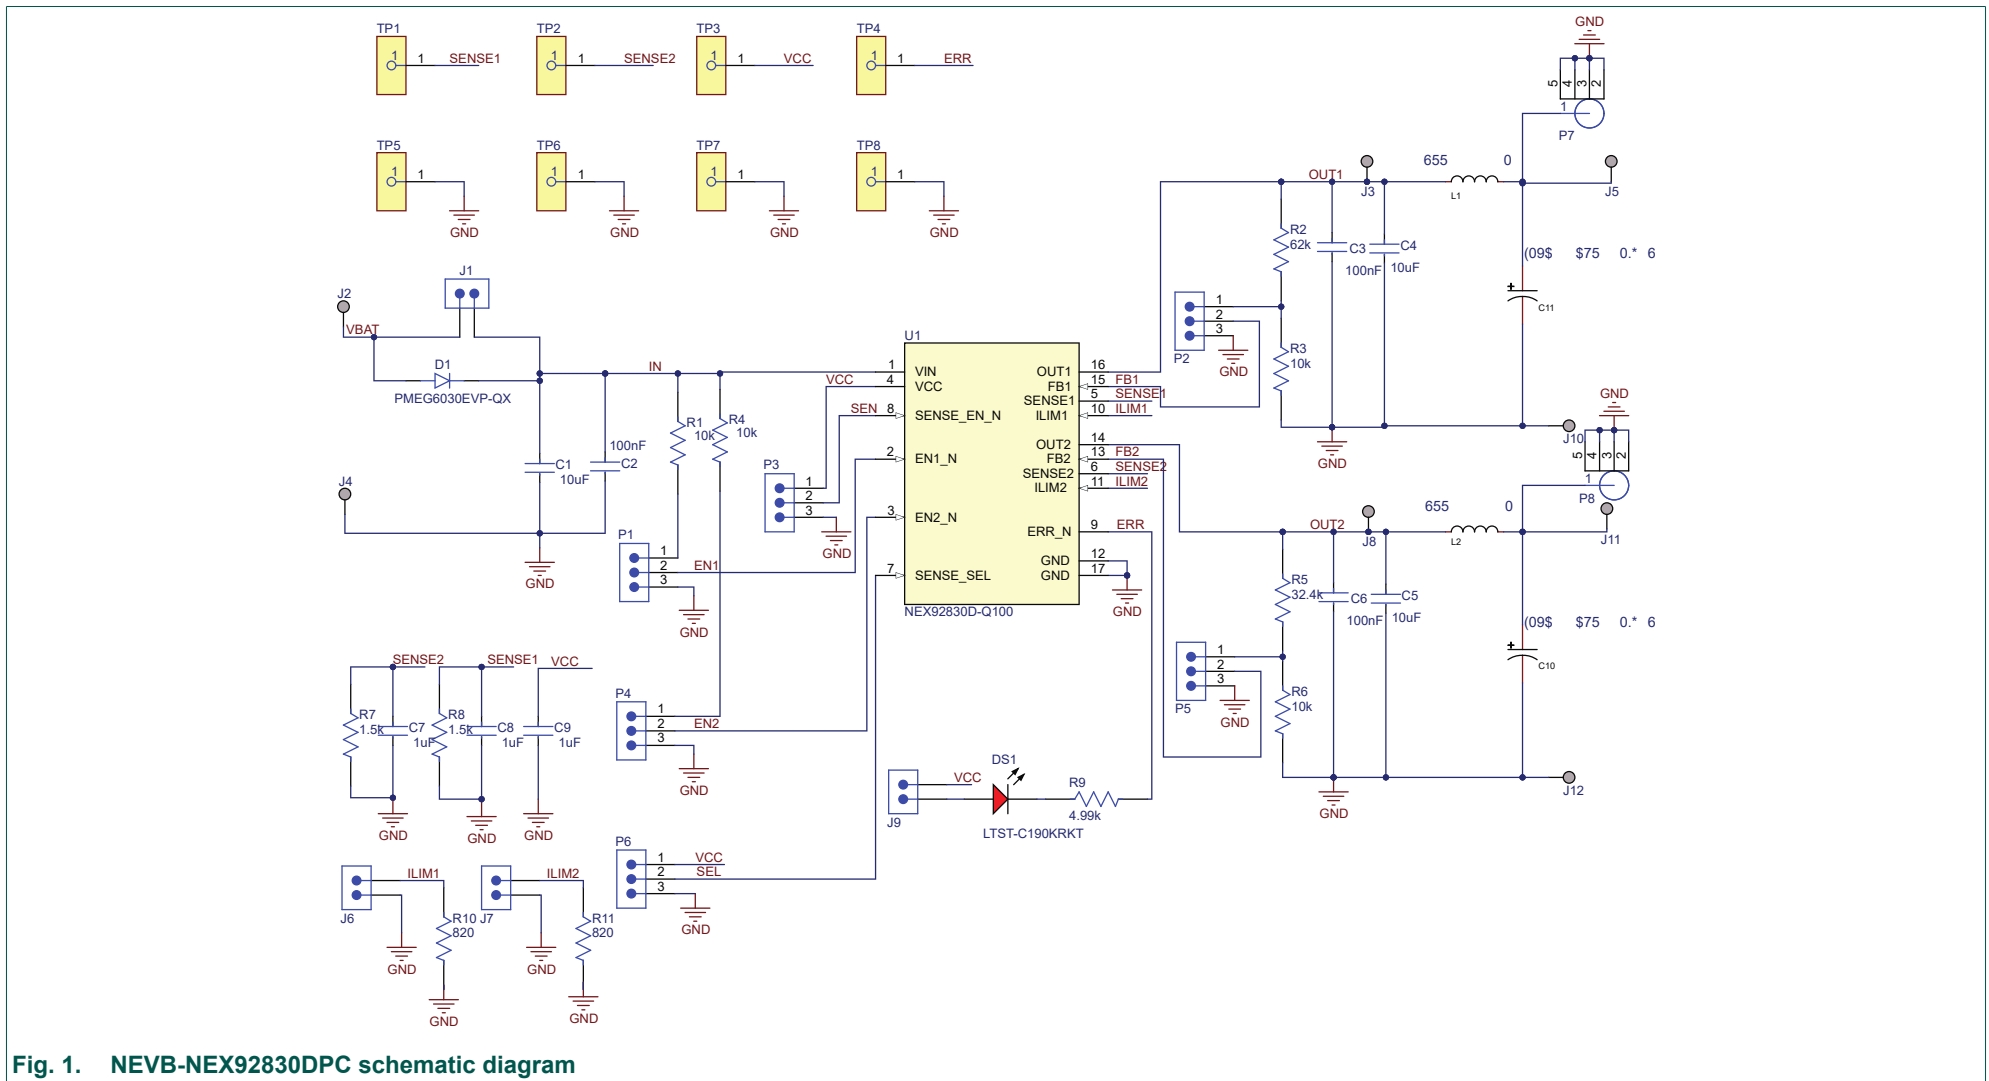 TP1
1
1
SENSE1
TP2
1
1
SENSE2
TP3
1
1
VCC
TP4
1
1
ERR
TP5
1
1
GND
TP6
1
1
GND
TP7
1
1
GND
TP8
1
1
GND
GND
5
4
3
2
1
P7
655
0
OUT1
J3
L1
J5
R2
62k
C3
100nF
C4
10uF
(09$ $75 0.* 6
C11
1
2
3
P2
GND
R3
10k
GND
J10
J1
J2
VBAT
D1
PMEG6030EVP-QX
IN
J4
C1
10uF
100nF
C2
GND
R1
10k
R4
10k
P3
1
2
3
GND
VCC
SEN
U1
1
VIN
4
VCC
8
SENSE_EN_N
2
EN1_N
3
EN2_N
7
SENSE_SEL
OUT1
16
FB1
15
FB1
SENSE1
5
SENSE1
ILIM1
10
ILIM1
OUT2
14
FB2
13
FB2
SENSE2
6
SENSE2
ILIM2
11
ILIM2
ERR_N
9
ERR
GND
12
GND
17
GND
NEX92830D-Q100
P1
1
2
3
EN1
GND
GND
5
4
3
2
1
P8
655
0
OUT2
J8
L2
J11
R5
32.4k
C6
100nF
C5
10uF
(09$ $75 0.* 6
C10
1
2
3
P5
GND
R6
10k
GND
J12
SENSE2
R7
1.5k
C7
1uF
GND
SENSE1
R8
1.5k
C8
1uF
GND
VCC
C9
1uF
GND
P4
1
2
3
EN2
GND
J9
VCC
DS1
LTST-C190KRKT
R9
4.99k
P6
1
2
3
VCC
SEL
GND
J6
ILIM1
GND
R10
820
GND
J7
ILIM2
GND
R11
820
GND
Fig. 1. NEVB-NEX92830DPC schematic diagram